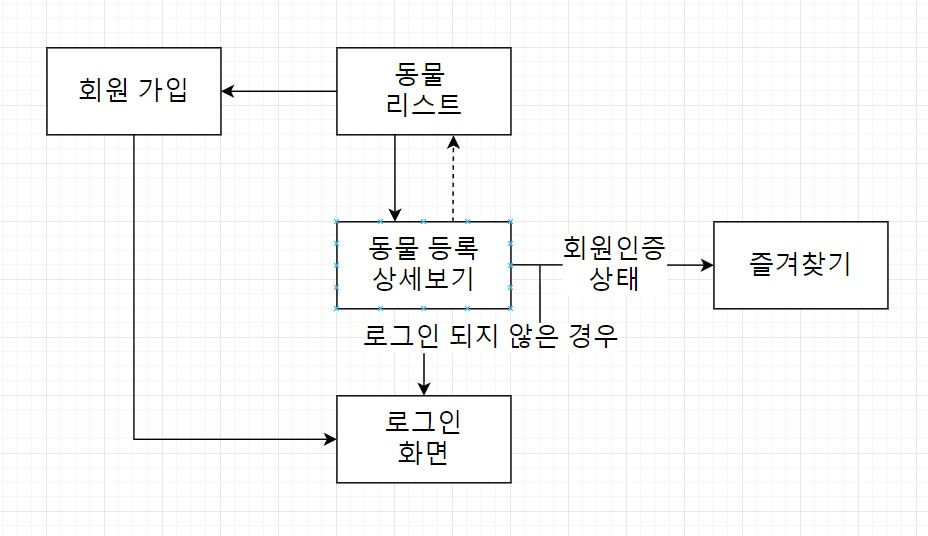 회원 가입
동물
리스트
동물 등록
상세보기
회원인증
상태
즐겨찾기
로그인 되지 않은 경우
로그인
화면